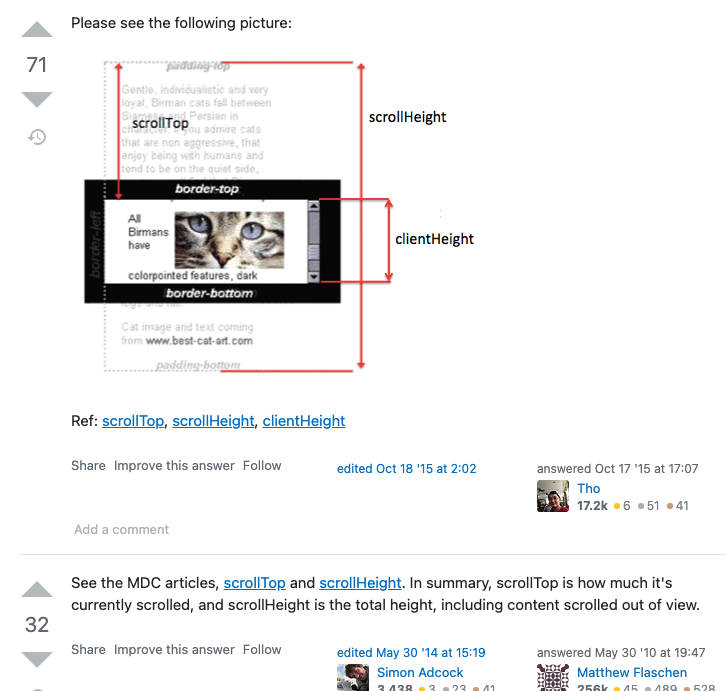 Please see the following picture:
71
padding-top
Gentle, individualistic and very
loyal, Birman cats fall between
Siamese and Persian in
scrollTop
character. If you admire cats
that are non aggressive, that
enjoy being with humans and
tend to be on the quiet side,
scrollHeight
border-top
border-left
All
Birmans
have
colorpointed features, dark
clientHeight
border-bottom
Cat image and text coming
from www.best-cat-art.com
padding-bottom
Ref: scrollTop, scrollHeight, clientHeight
Share Improve this answer Follow
edited Oct 18 '15 at 2:02
answered Oct 17 '15 at 17:07
Tho
17.2k 6 51 41
Add a comment
32
See the MDC articles, scrollTop and scrollHeight. In summary, scrollTop is how much it's
currently scrolled, and scrollHeight is the total height, including content scrolled out of view.
Share Improve this answer Follow
edited May 30 '14 at 15:19
Simon Adcock
3,438 3 23 41
answered May 30 '10 at 19:47
Matthew Flaschen
256k 45 489 528